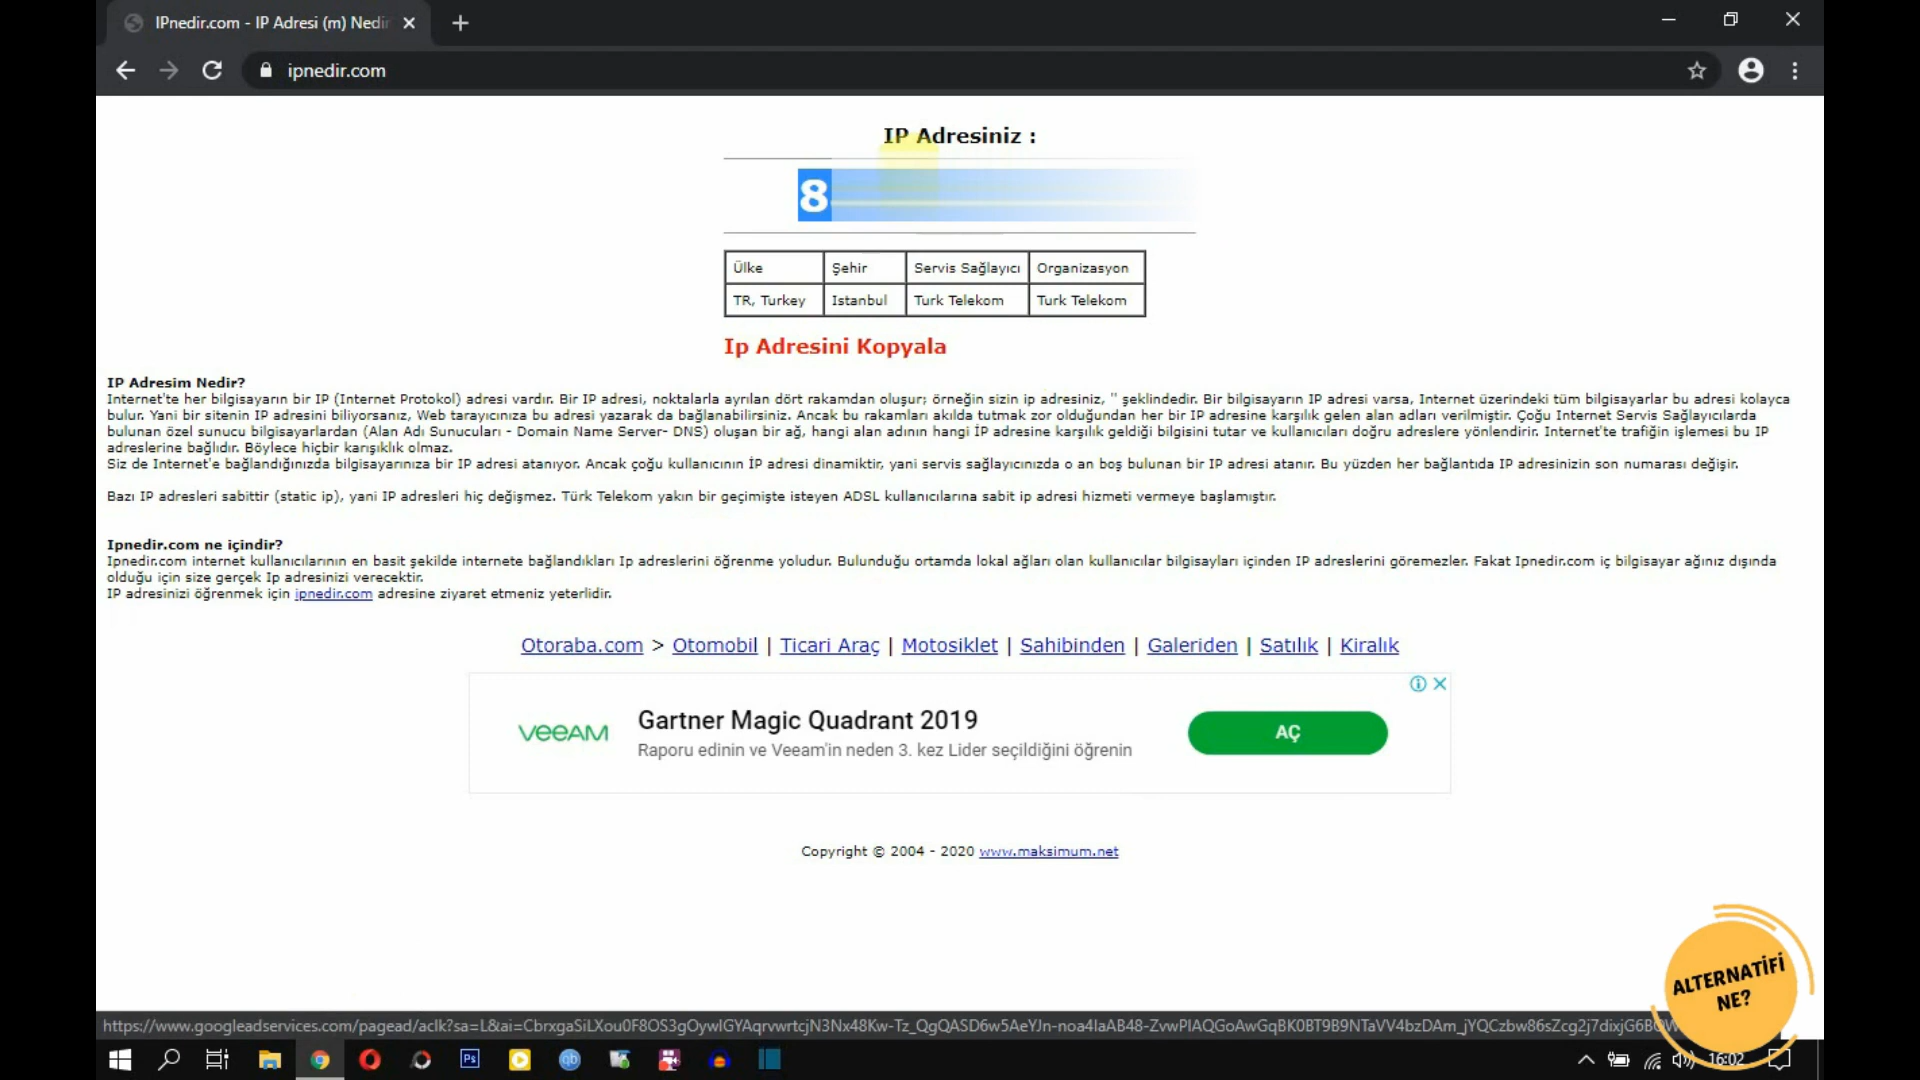 IPnedir.com - IP Adresi (m) Nedir
ipnedir.com
IP Adresiniz :
8
Ülke Şehir Servis Sağlayıcı Organizasyon
TR, Turkey Istanbul Turk Telekom Turk Telekom
Ip Adresini Kopyala
IP Adresim Nedir?
Internet'te her bilgisayarın bir IP (Internet Protokol) adresi vardır. Bir IP adresi, noktalarla ayrılan dört rakamdan oluşur; örneğin sizin ip adresiniz, '' şeklindedir. Bir bilgisayarın IP adresi varsa, Internet üzerindeki tüm bilgisayarlar bu adresi kolayca
bulur. Yani bir sitenin IP adresini biliyorsanız, Web tarayıcınıza bu adresi yazarak da bağlanabilirsiniz. Ancak bu rakamları akılda tutmak zor olduğundan her bir IP adresine karşılık gelen alan adları verilmiştir. Çoğu Internet Servis Sağlayıcılarda
bulunan özel sunucu bilgisayarlardan (Alan Adı Sunucuları - Domain Name Server- DNS) oluşan bir ağ, hangi alan adının hangi İP adresine karşılık geldiği bilgisini tutar ve kullanıcıları doğru adreslere yönlendirir. Internet'te trafiğin işlemesi bu IP
adreslerine bağlıdır. Böylece hiçbir karışıklık olmaz.
Siz de Internet'e bağlandığınızda bilgisayarınıza bir IP adresi atanıyor. Ancak çoğu kullanıcının İP adresi dinamiktir, yani servis sağlayıcınızda o an boş bulunan bir IP adresi atanır. Bu yüzden her bağlantıda IP adresinizin son numarası değişir.
Bazı IP adresleri sabittir (static ip), yani IP adresleri hiç değişmez. Türk Telekom yakın bir geçimişte isteyen ADSL kullanıcılarına sabit ip adresi hizmeti vermeye başlamıştır.
Ipnedir.com ne içindir?
Ipnedir.com internet kullanıcılarının en basit şekilde internete bağlandıkları Ip adreslerini öğrenme yoludur. Bulunduğu ortamda lokal ağları olan kullanıcılar bilgisayları içinden IP adreslerini göremezler. Fakat Ipnedir.com iç bilgisayar ağınız dışında
olduğu için size gerçek Ip adresinizi verecektir.
IP adresinizi öğrenmek için ipnedir.com adresine ziyaret etmeniz yeterlidir.
Otoraba.com > Otomobil | Ticari Araç | Motosiklet | Sahibinden | Galeriden | Satılık | Kiralık
VEEAM
Gartner Magic Quadrant 2019
Raporu edinin ve Veeam'in neden 3. kez Lider seçildiğini öğrenin
AÇ
Copyright © 2004 - 2020 www.maksimum.net
ALTERNATİFİ
NE?
Ps
qb
16:02